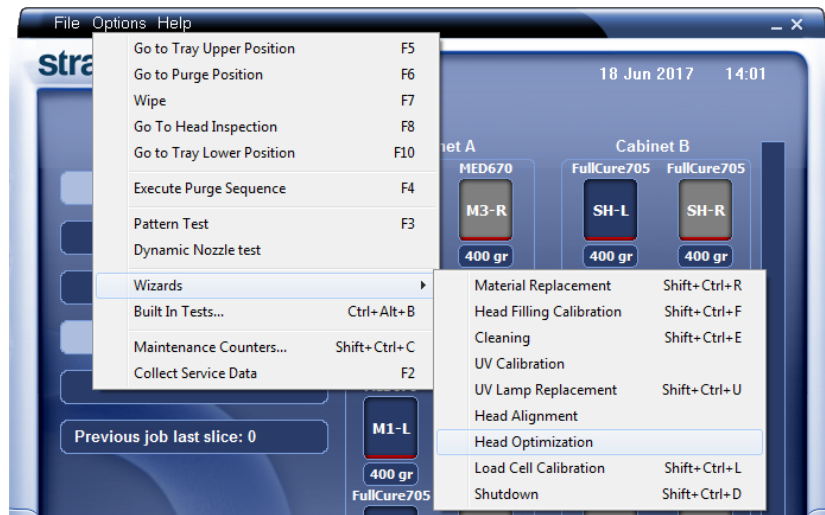 File Options Help
stra
18 Jun 2017 14:01
Go to Tray Upper Position F5
Go to Purge Position F6
Wipe F7
Go To Head Inspection F8
Go to Tray Lower Position F10
Execute Purge Sequence F4
Pattern Test F3
Dynamic Nozzle test
Wizards
Built In Tests... Ctrl+Alt+B
Maintenance Counters... Shift+Ctrl+C
Collect Service Data F2
net A
MED670
M3-R
400 gr
Cabinet B
FullCure705 FullCure705
SH-L SH-R
400 gr 400 gr
Material Replacement Shift+Ctrl+R
Head Filling Calibration Shift+Ctrl+F
Cleaning Shift+Ctrl+E
UV Calibration
UV Lamp Replacement Shift+Ctrl+U
Head Alignment
Head Optimization
Load Cell Calibration Shift+Ctrl+L
Shutdown Shift+Ctrl+D
Previous job last slice: 0
M1-L
400 gr
FullCure705